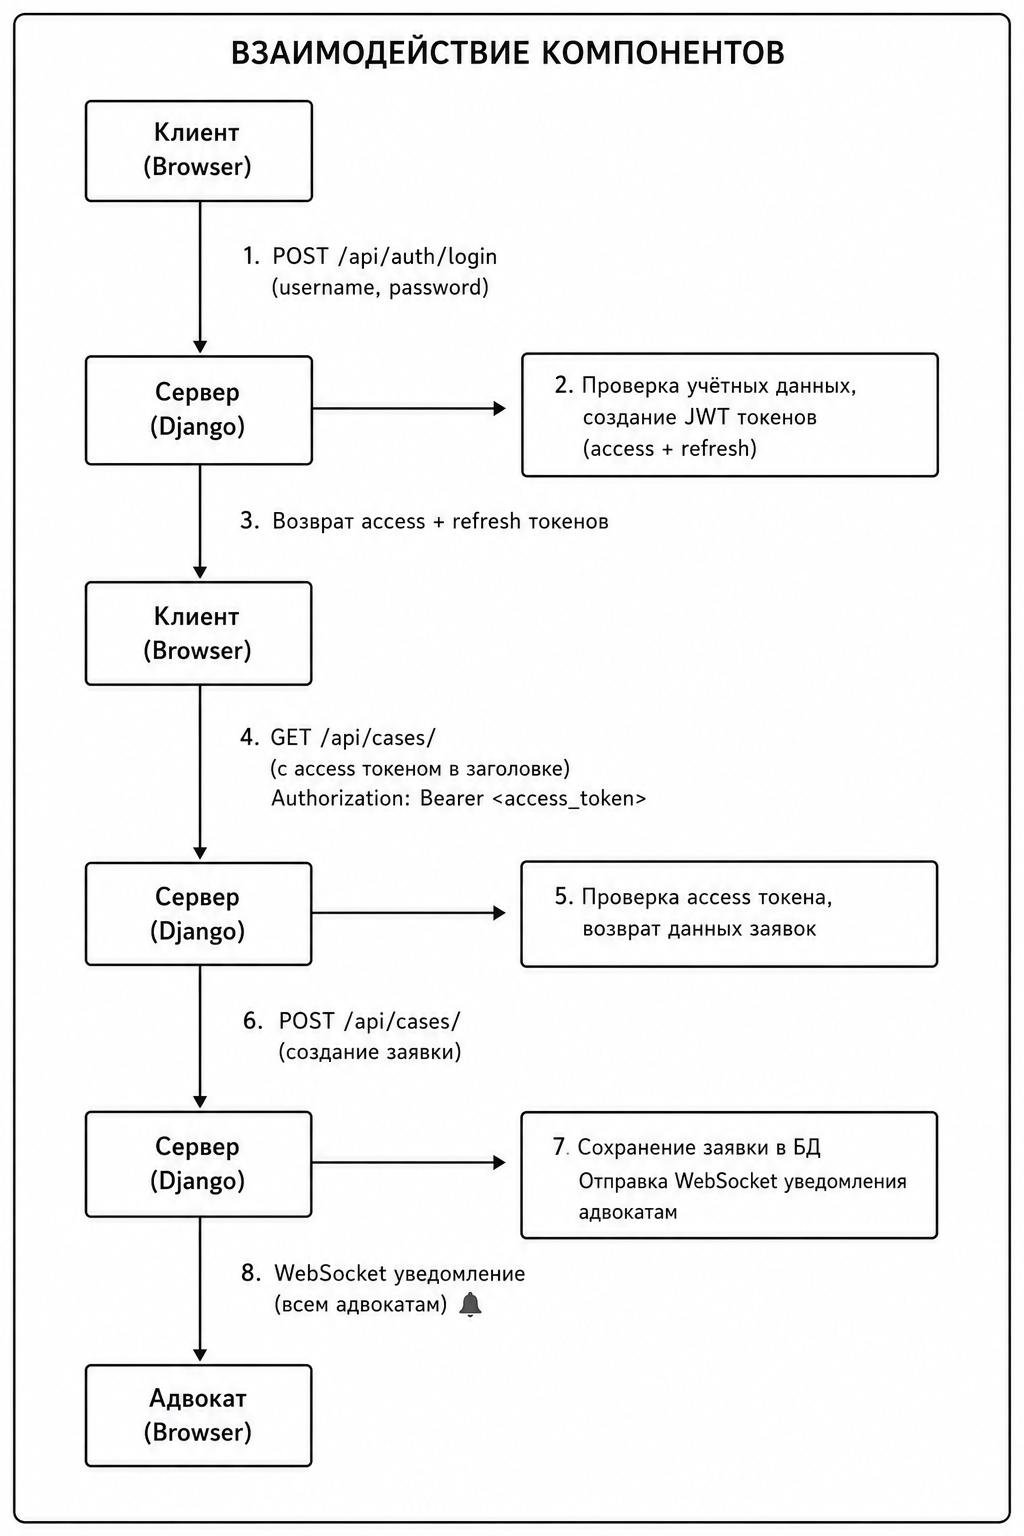 ВЗАИМОДЕЙСТВИЕ КОМПОНЕНТОВ
Клиент
(Browser)
1. POST /api/auth/login
(username, password)
Сервер
(Django)
2. Проверка учётных данных,
создание JWT токенов
(access + refresh)
3. Возврат access + refresh токенов
Клиент
(Browser)
4. GET /api/cases/
(с access токеном в заголовке)
Authorization: Bearer <access_token>
Сервер
(Django)
5. Проверка access токена,
возврат данных заявок
6. POST /api/cases/
(создание заявки)
Сервер
(Django)
7. Сохранение заявки в БД
Отправка WebSocket уведомления
адвокатам
8. WebSocket уведомление
(всем адвокатам)
Адвокат
(Browser)